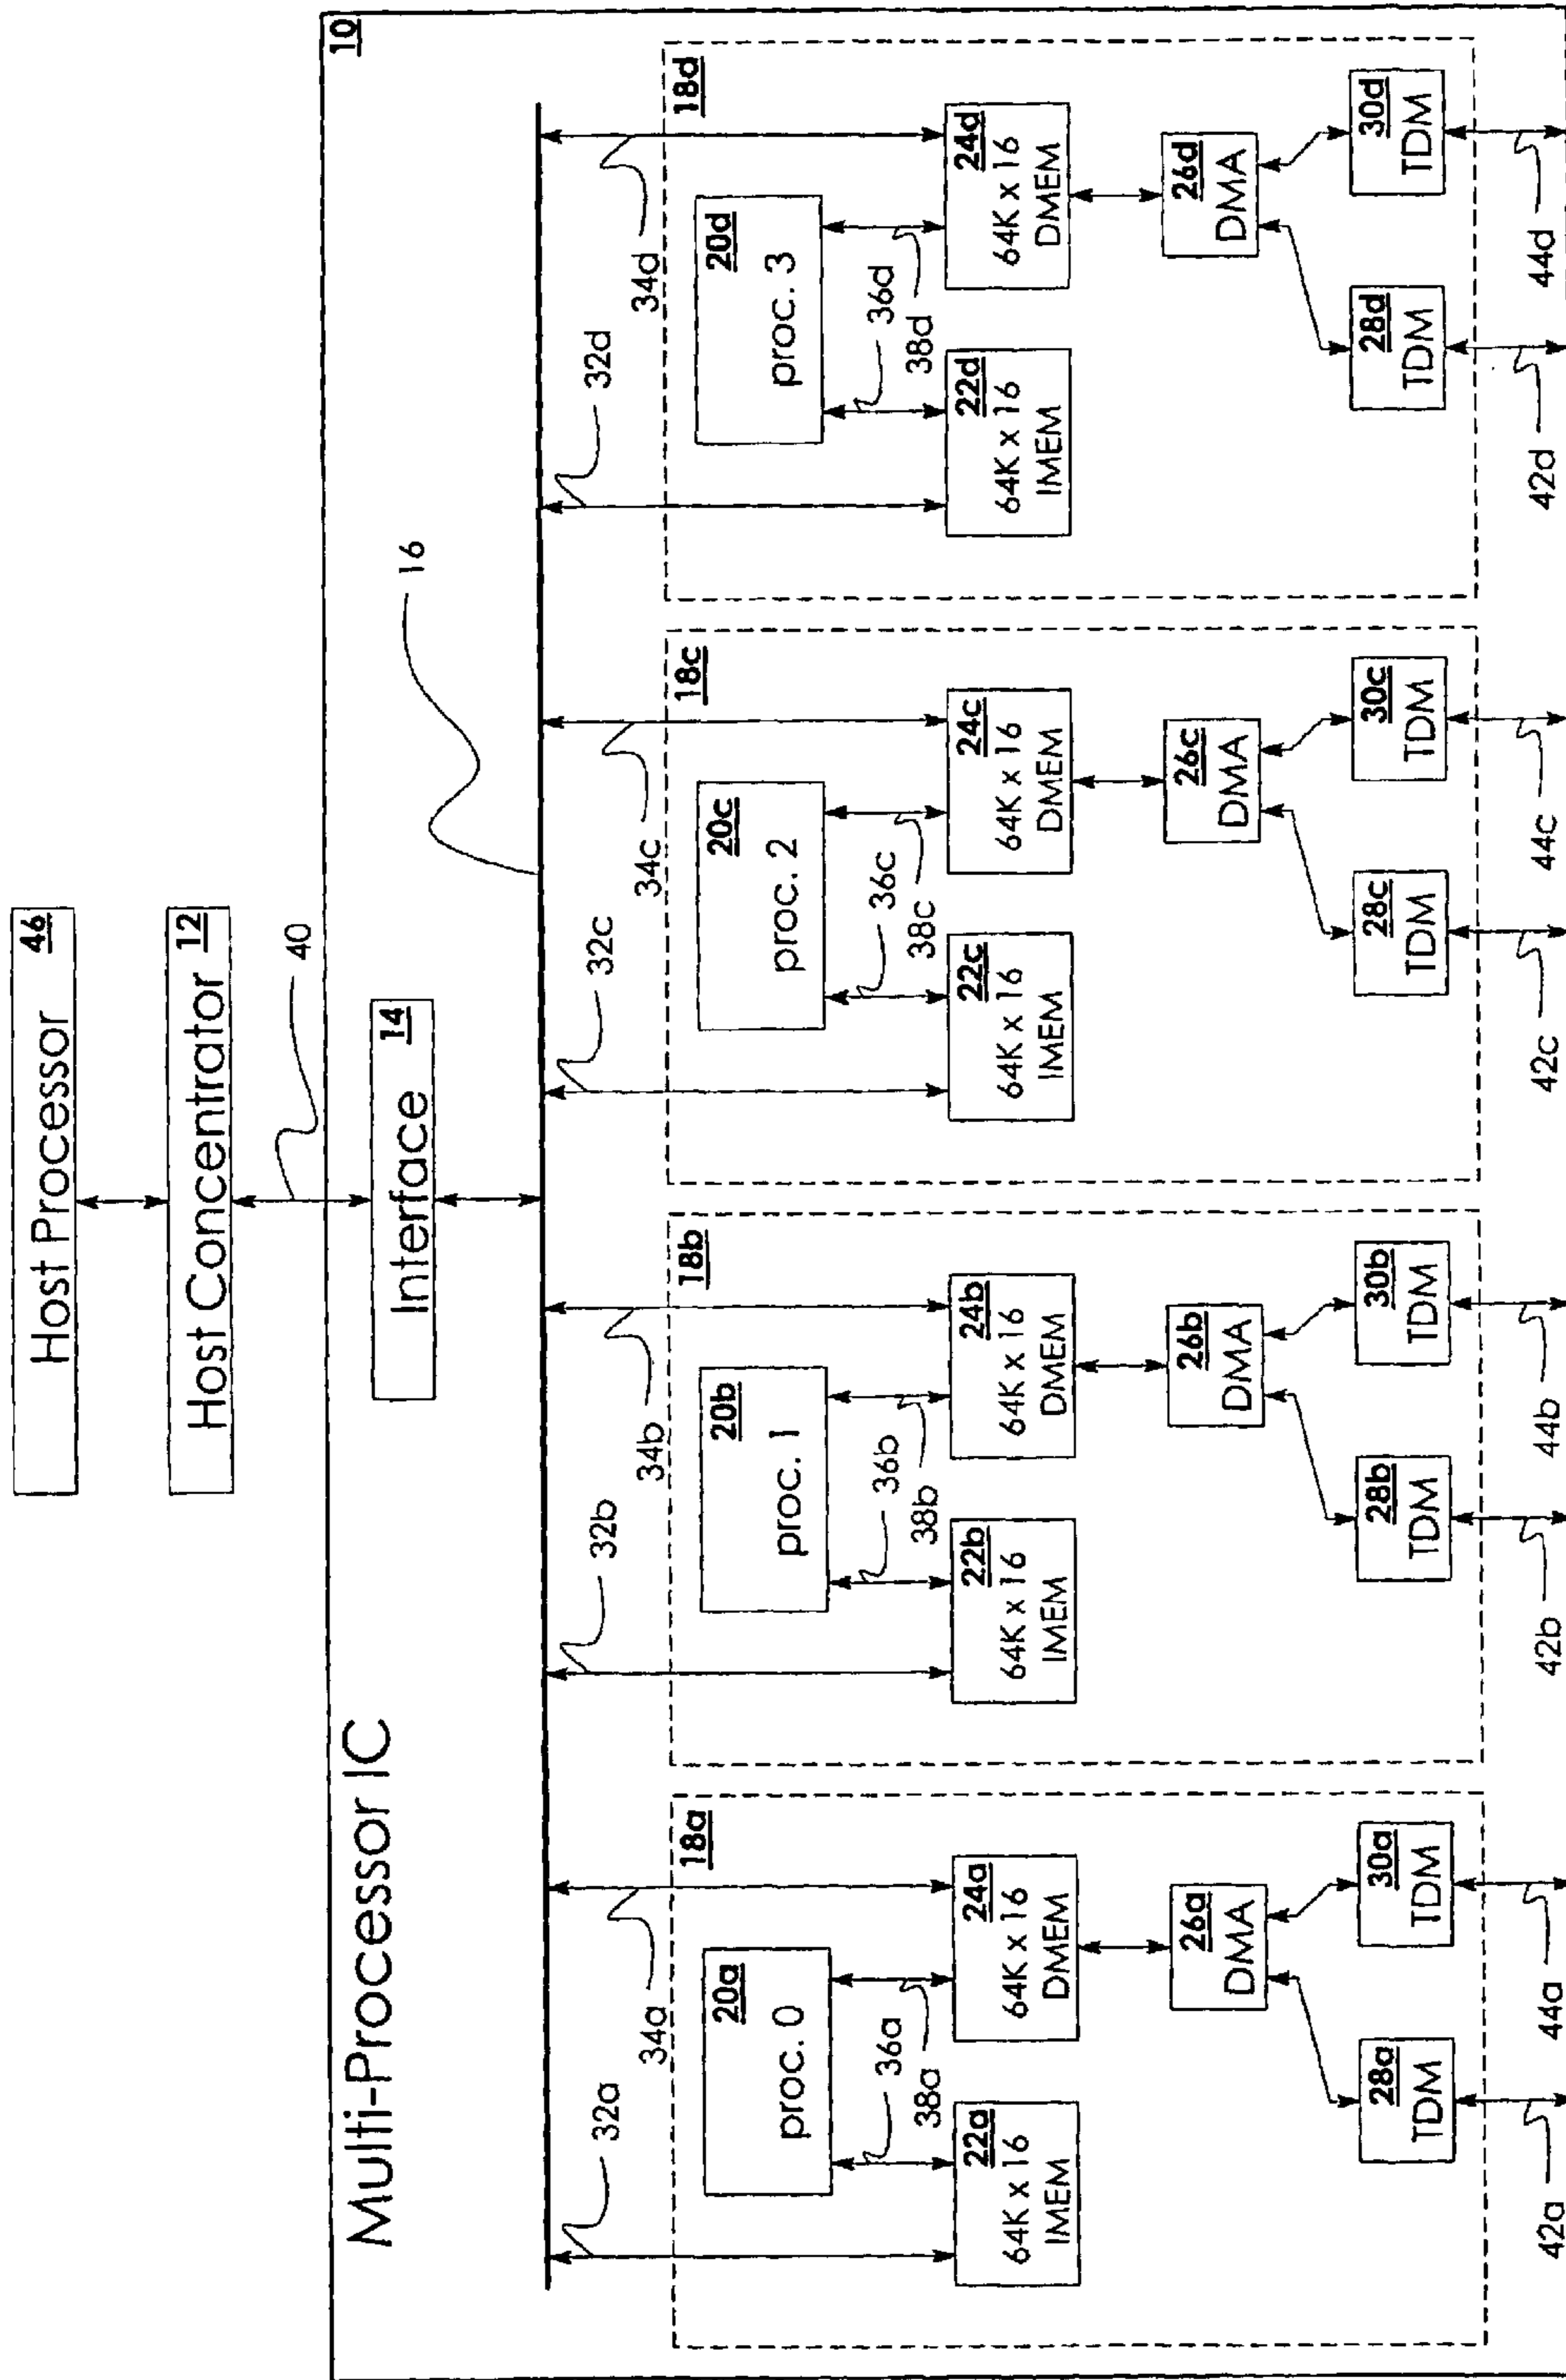 Host Processor 46
Host Concentrator 12
40
10
Multi-Processor IC
Interface 14
16
32a
34a
32b
34b
32c
34c
32d
34d
18a
20a
proc. 0
36a
38a
22a
64K x 16
IMEM
24a
64K x 16
DMEM
26a
DMA
28a
TDM
30a
TDM
42a
44a
18b
20b
proc. 1
36b
38b
22b
64K x 16
IMEM
24b
64K x 16
DMEM
26b
DMA
28b
TDM
30b
TDM
42b
44b
18c
20c
proc. 2
36c
38c
22c
64K x 16
IMEM
24c
64K x 16
DMEM
26c
DMA
28c
TDM
30c
TDM
42c
44c
18d
20d
proc. 3
36d
38d
22d
64K x 16
IMEM
24d
64K x 16
DMEM
26d
DMA
28d
TDM
30d
TDM
42d
44d